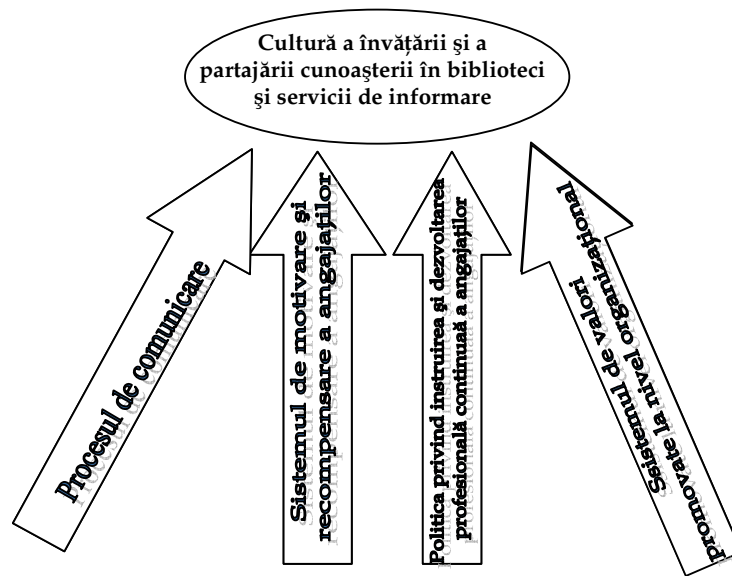 Cultură a învăţării şi a
partajării cunoaşterii în biblioteci
şi servicii de informare
Procesul de comunicare
Sistemul de motivare şi
recompensare a angajaţilor
Politica privind instruirea şi dezvoltarea
profesională continuaă a angajaţilor
Ssistemul de valori
promovate la nivel organizaţional